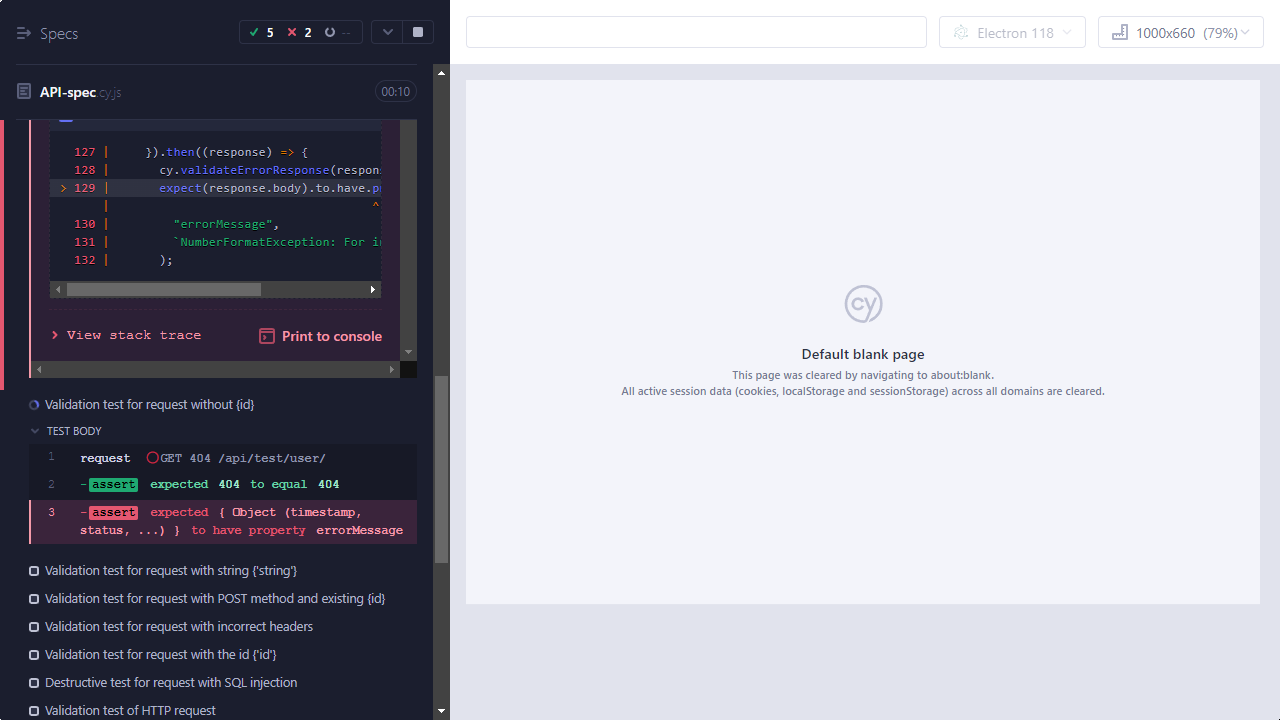 Specs
5 2 --
Electron 118
1000x660 (79%)
API-spec.cy.js
00:10
127 | }).then((response) => {
128 | cy.validateErrorResponse(respons
> 129 | expect(response.body).to.have.pr
| ^
130 | "errorMessage",
131 | `NumberFormatException: For in
132 | );
View stack trace
Print to console
Validation test for request without {id}
TEST BODY
1 request GET 404 /api/test/user/
2 -assert expected 404 to equal 404
3 -assert expected { Object (timestamp,
status, ...) } to have property errorMessage
Validation test for request with string {'string'}
Validation test for request with POST method and existing {id}
Validation test for request with incorrect headers
Validation test for request with the id {'id'}
Destructive test for request with SQL injection
Validation test of HTTP request
cy
Default blank page
This page was cleared by navigating to about:blank.
All active session data (cookies, localStorage and sessionStorage) across all domains are cleared.